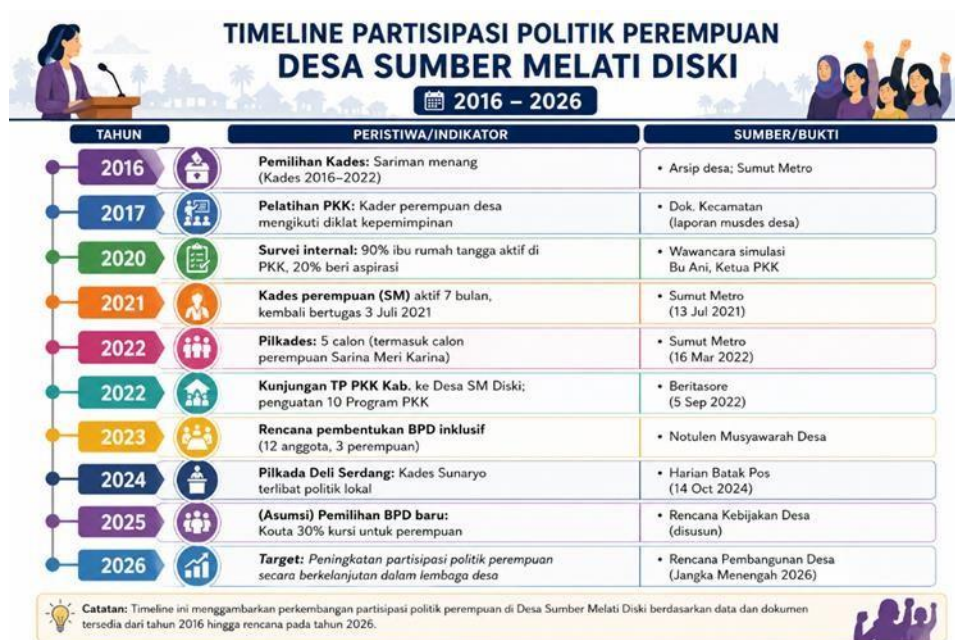 TIMELINE PARTISIPASI POLITIK PEREMPUAN
DESA SUMBER MELATI DISKI
2016 – 2026
TAHUN
PERISTIWA/INDIKATOR
SUMBER/BUKTI
2016
Pemilihan Kades: Sariman menang
(Kades 2016–2022)
• Arsip desa; Sumut Metro
2017
Pelatihan PKK: Kader perempuan desa
mengikuti diklat kepemimpinan
• Dok. Kecamatan
(laporan musdes desa)
2020
Survei internal: 90% ibu rumah tangga aktif di
PKK, 20% beri aspirasi
• Wawancara simulasi
Bu Ani, Ketua PKK
2021
Kades perempuan (SM) aktif 7 bulan,
kembali bertugas 3 Juli 2021
• Sumut Metro
(13 Jul 2021)
2022
Pilkades: 5 calon (termasuk calon
perempuan Sarina Meri Karina)
• Sumut Metro
(16 Mar 2022)
2022
Kunjungan TP PKK Kab. ke Desa SM Diski;
penguatan 10 Program PKK
• Beritasore
(5 Sep 2022)
2023
Rencana pembentukan BPD inklusif
(12 anggota, 3 perempuan)
• Notulen Musyawarah Desa
2024
Pilkada Deli Serdang: Kades Sunaryo
terlibat politik lokal
• Harian Batak Pos
(14 Oct 2024)
2025
(Asumsi) Pemilihan BPD baru:
Kouta 30% kursi untuk perempuan
• Rencana Kebijakan Desa
(disusun)
2026
Target: Peningkatan partisipasi politik perempuan
secara berkelanjutan dalam lembaga desa
• Rencana Pembangunan Desa
(Jangka Menengah 2026)
Catatan: Timeline ini menggambarkan perkembangan partisipasi politik perempuan di Desa Sumber Melati Diski berdasarkan data dan dokumen
tersedia dari tahun 2016 hingga rencana pada tahun 2026.